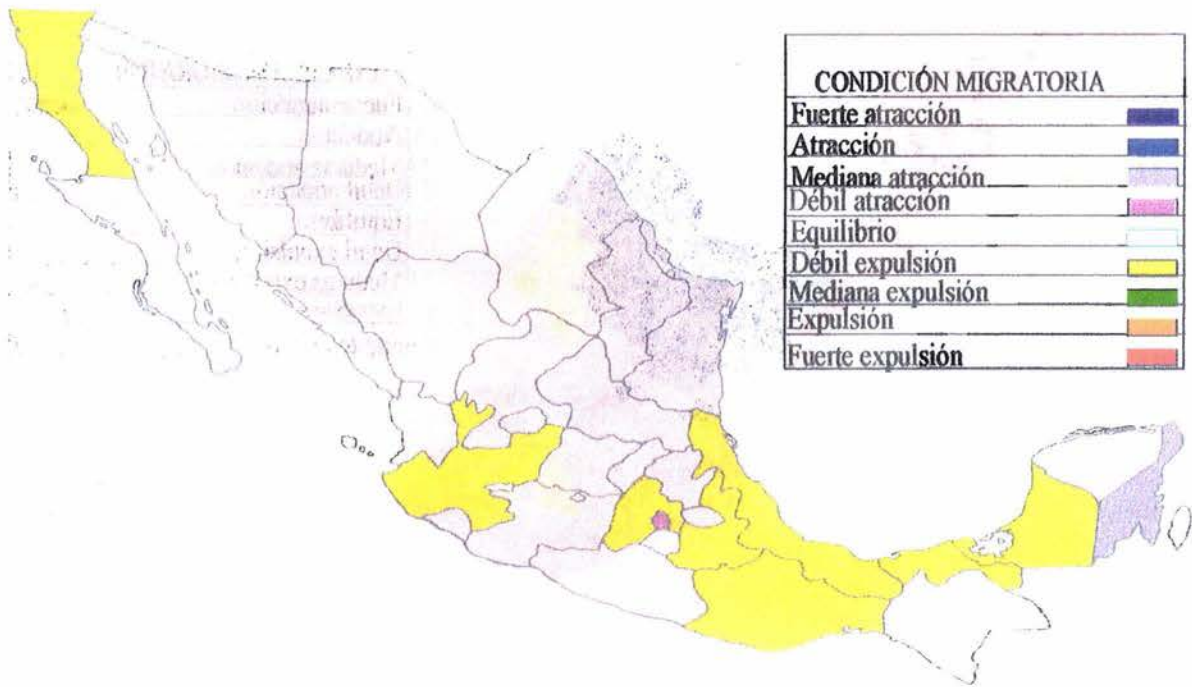 CONDICIÓN MIGRATORIA
Fuerte atracción
Atracción
Mediana atracción
Débil atracción
Equilibrio
Débil expulsión
Mediana expulsión
Expulsión
Fuerte expulsión